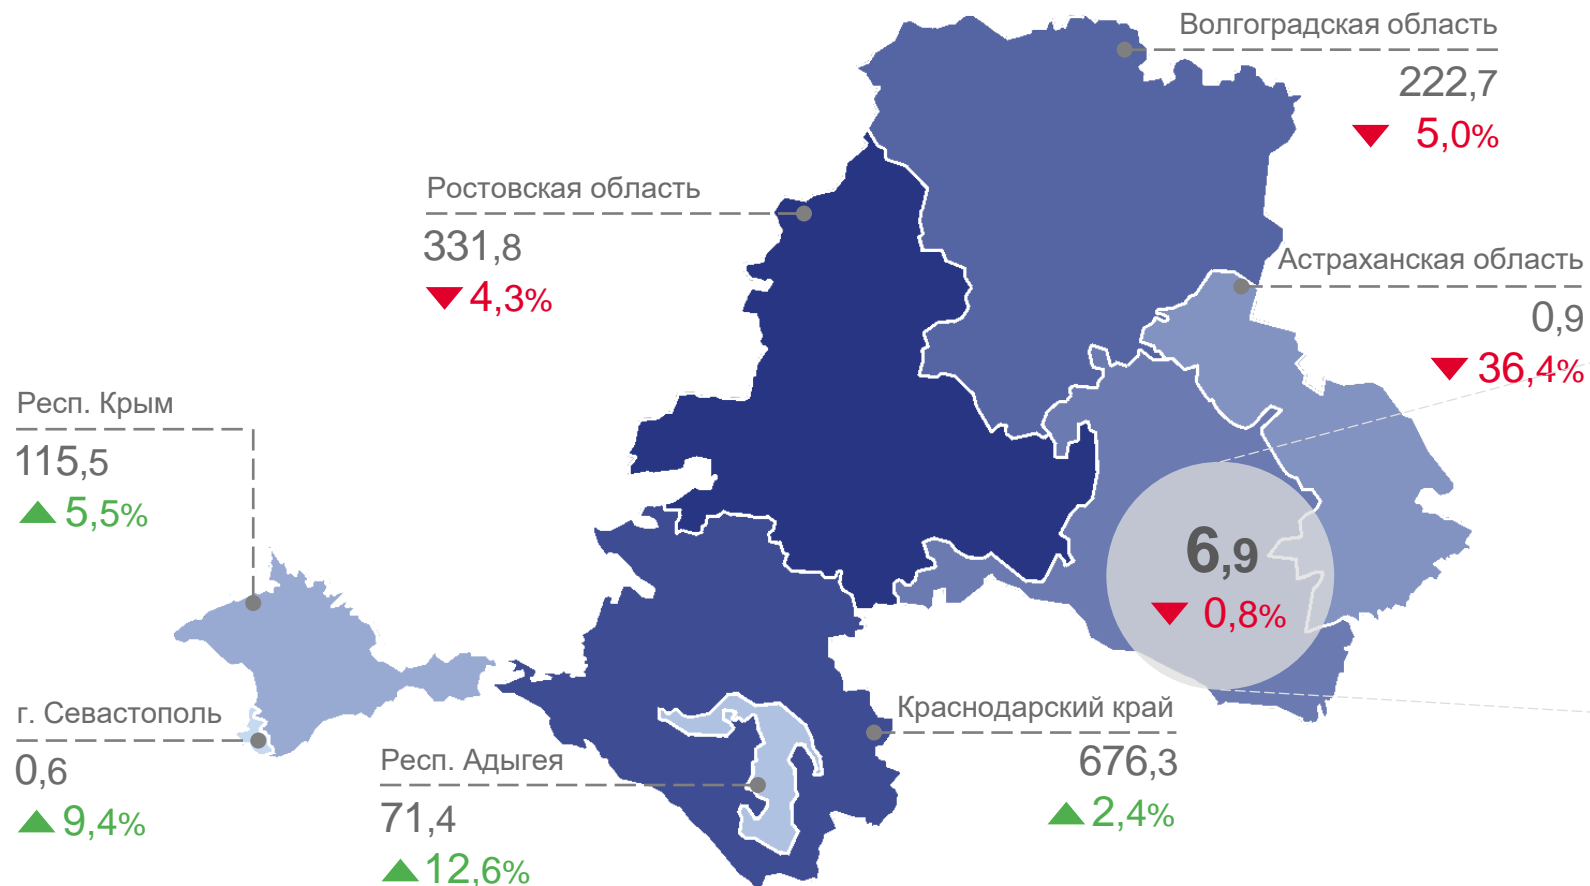 Волгоградская область
222,7
▼ 5,0%
Ростовская область
331,8
▼ 4,3%
Астраханская область
0,9
▼ 36,4%
Респ. Крым
115,5
▲ 5,5%
6,9
▼ 0,8%
г. Севастополь
0,6
▲ 9,4%
Респ. Адыгея
71,4
▲ 12,6%
Краснодарский край
676,3
▲ 2,4%